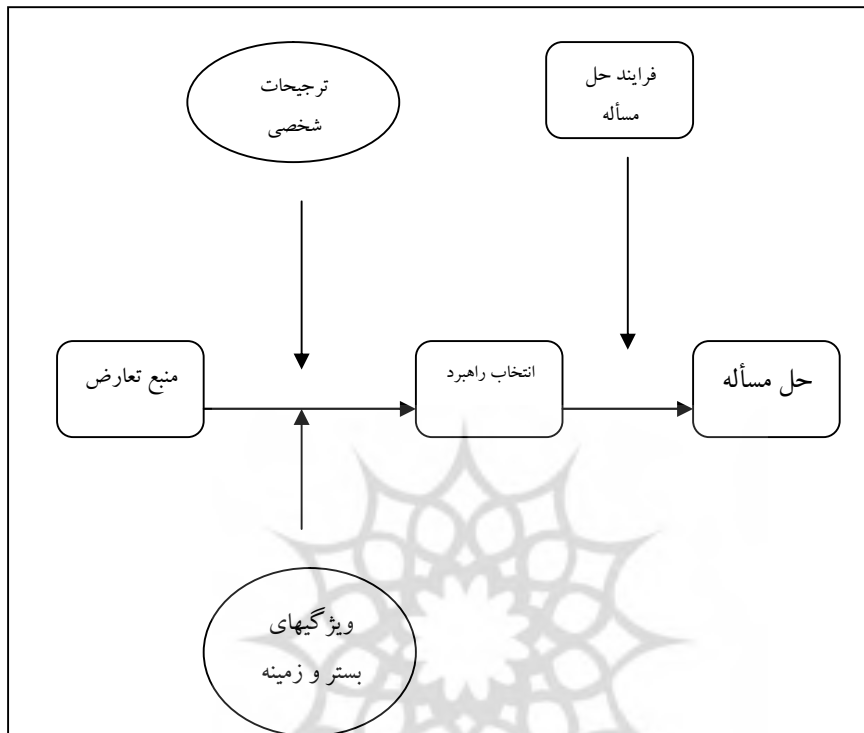 ترجیحات
شخصی
فرایند حل
مسأله
منبع تعارض
انتخاب راهبرد
حل مسأله
ویژگیهای
بستر و زمینه